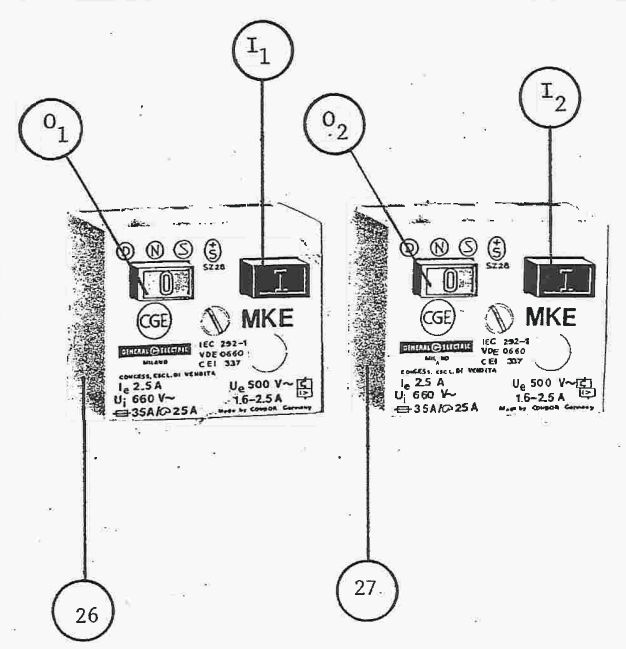 I1
I2
O1
O2
D N S +S
SZ28
O I
CGE MKE
GENERAL GE ELECTRIC
MILANO
IEC 292-1
VDE 0660
CEI 337
CONCESS. ESCL. DI VENDITA
Ie 2.5 A
Ui 660 V~
35A/ 25A
Ue 500 V~
1.6-2.5 A
Made by CONDOR Germany
D N S +S
SZ28
O I
CGE MKE
GENERAL GE ELECTRIC
MILANO
IEC 292-1
VDE 0660
CEI 337
CONCESS. ESCL. DI VENDITA
Ie 2.5 A
Ui 660 V~
35A/ 25A
Ue 500 V~
1.6-2.5 A
Made by CONDOR Germany
26
27.